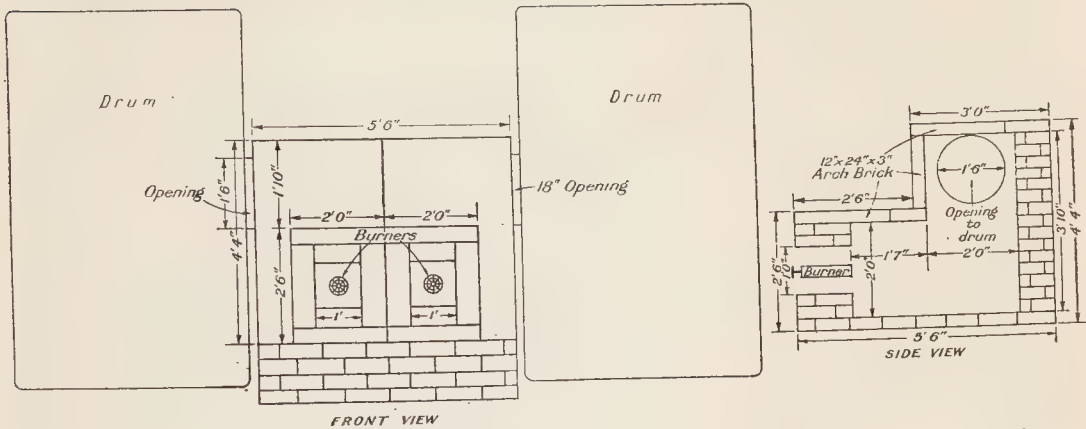 Drum
5'6"
Opening
1'6"
4'4"
1'10"
2'0"
2'0"
Burners
2'6"
1'
1'
18" Opening
Drum
FRONT VIEW
3'0"
12"x24"x3"
Arch Brick
2'6"
1'6"
Opening
to
drum
3'10"
4'4"
2'6"
1'0"
Burner
2'0"
1'7"
2'0"
5'6"
SIDE VIEW